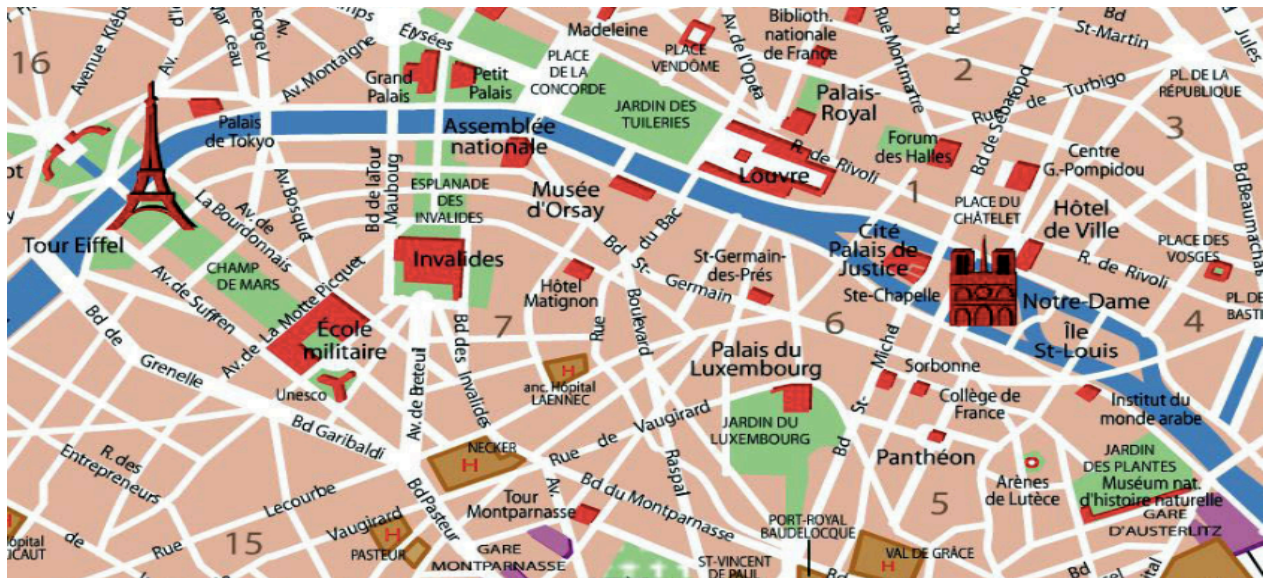 16
Avenue Kléber
Av.
Mar ceau
George V
Av.
Av.Montaigne
Élysées
Grand
Palais
Petit
Palais
Madeleine
PLACE
DE LA
CONCORDE
PLACE
VENDÔME
Av.de l'Opéra
Biblioth.
nationale
de France
Rue Montmartre
2
Bd
St-Martin
Jules
Rue de Turbigo
PL. DE LA
RÉPUBLIQUE
3
Palais
de Tokyo
Assemblée
nationale
JARDIN DES
TUILERIES
Palais-
Royal
Forum
des Halles
Bd de Sébastopol
Centre
G.-Pompidou
Bd Beaumarchais
R. de Rivoli
Louvre
1
PLACE DU
CHÂTELET
Hôtel
de Ville
PLACE DES
VOSGES
R. de Rivoli
Tour Eiffel
Av. de
La Bourdonnais
Av.Bosquet
Bd de la Tour
Maubourg
ESPLANADE
DES
INVALIDES
Musée
d'Orsay
du Bac
Cité
Palais de
Justice
Ste-Chapelle
Notre-Dame
Île
St-Louis
4
PL.DE
BASTI
CHAMP
DE MARS
Av.de Suffren
Av.de La Motte Picquet
Invalides
Hôtel
Matignon
Bd St- Germain
St-Germain-
des-Prés
Boulevard
Rue
7
6
École
militaire
Unesco
Bd de
Grenelle
Bd Garibaldi
Av.de Breteuil
Bd des Invalides
anc. Hôpital
LAENNEC
H
Palais du
Luxembourg
JARDIN DU
LUXEMBOURG
St- Michel
Bd
Sorbonne
Collège de
France
Institut du
monde arabe
Panthéon
Arènes
de Lutèce
JARDIN
DES PLANTES
Muséum nat.
d'histoire naturelle
5
R. des
Entrepreneurs
Lecourbe
Rue
de
15
Vaugirard
PASTEUR
H
NECKER
H
Rue de Vaugirard
Raspail
Bd Pasteur
Av.
Tour
Montparnasse
Bd du Montparnasse
GARE
MONTPARNASSE
ST-VINCENT
DE PAUL
PORT-ROYAL
BAUDELOCQUE
VAL DE GRÂCE
H
GARE
D'AUSTERLITZ
Bd
Bd